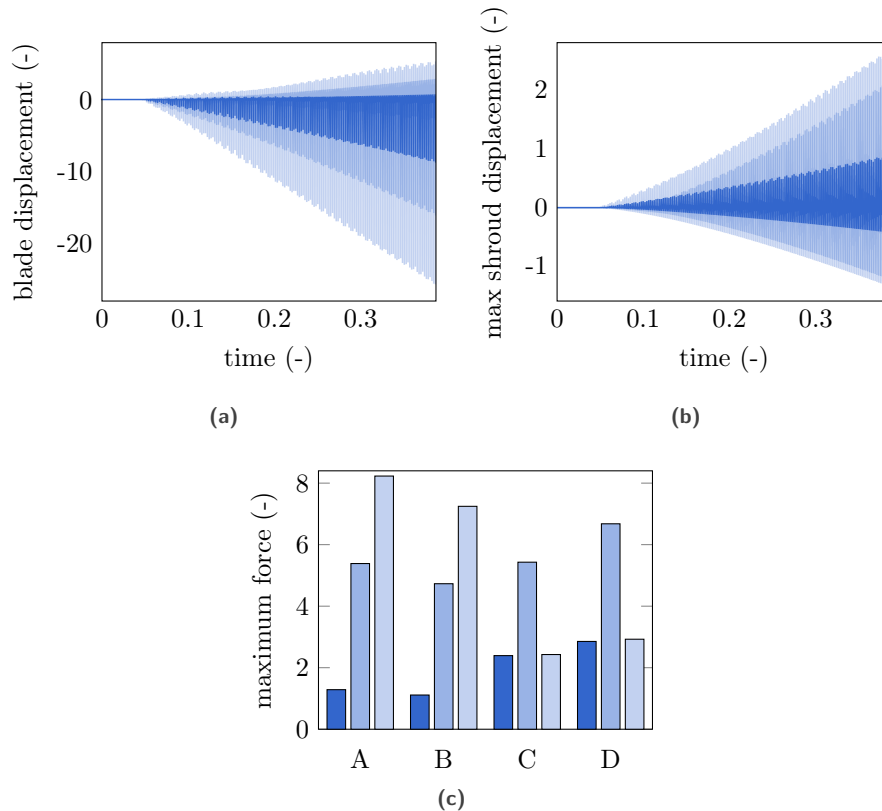 blade displacement (-)
0
-10
-20
0
0.1
0.2
0.3
time (-)
(a)
max shroud displacement (-)
2
1
0
-1
0
0.1
0.2
0.3
time (-)
(b)
maximum force (-)
8
6
4
2
0
A
B
C
D
(c)